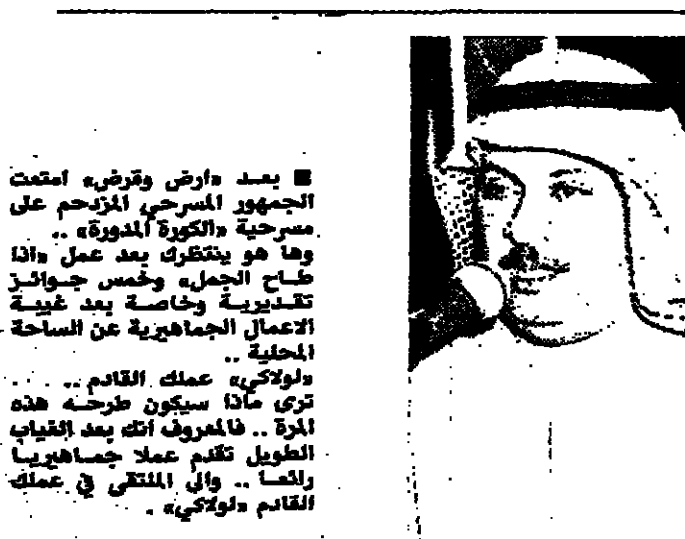 ■ بعد «ارض وقرض» امتعت
الجمهور المسرحي المزدحم على
مسرحية «الكورة المدورة» ..
وها هو ينتظرك بعد عمل «اذا
طاح الجمل» وخمس جوائز
تقديرية وخاصة بعد غيبة
الاعمال الجماهيرية عن الساحة
المحلية ..
«لولاكي» عملك القادم .. . .
ترى ماذا سيكون طرحه هذه
المرة .. فالمعروف انك بعد الغياب
الطويل تقدم عملا جماهيريا
رائعا .. والى الملتقى في عملك
القادم «لولاكي» .